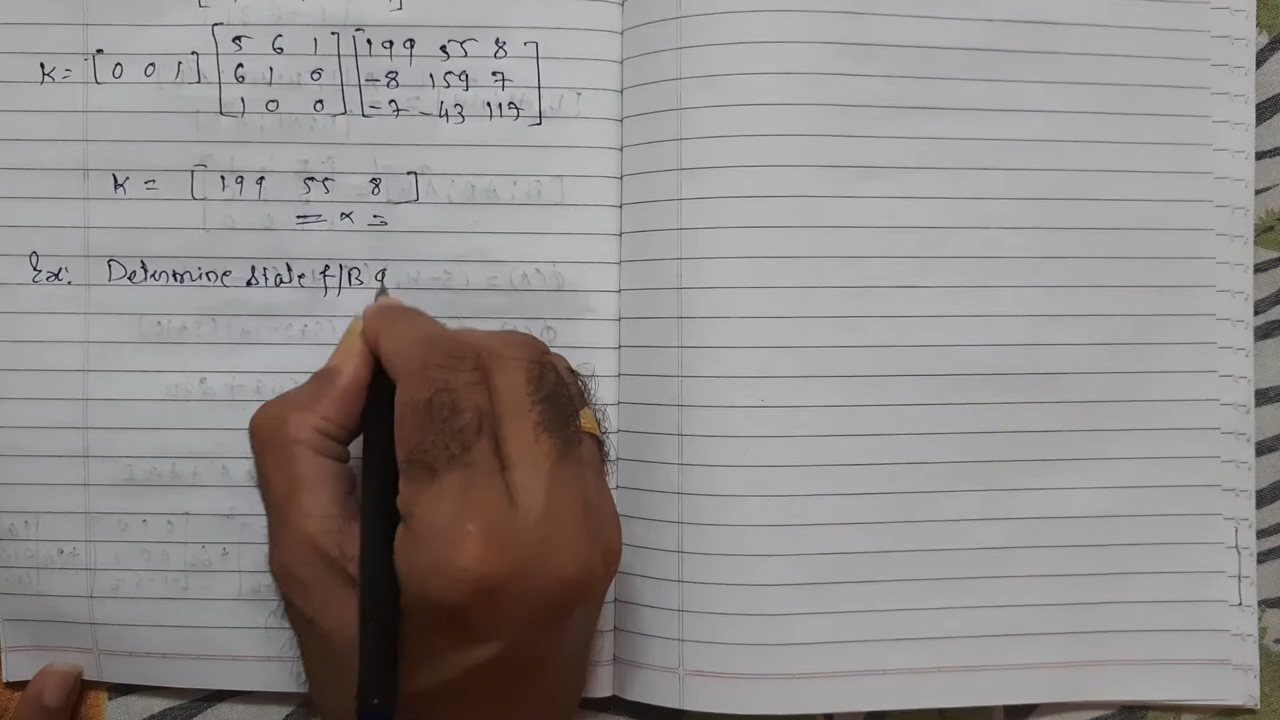 K = [ 0 0 1 ] [ 5 6 1 ] [ 199 55 8 ]
6 1 0 -8 159 7
1 0 0 -7 -43 117
K = [ 199 55 8 ]
= x =
Ex: Determine state f/B